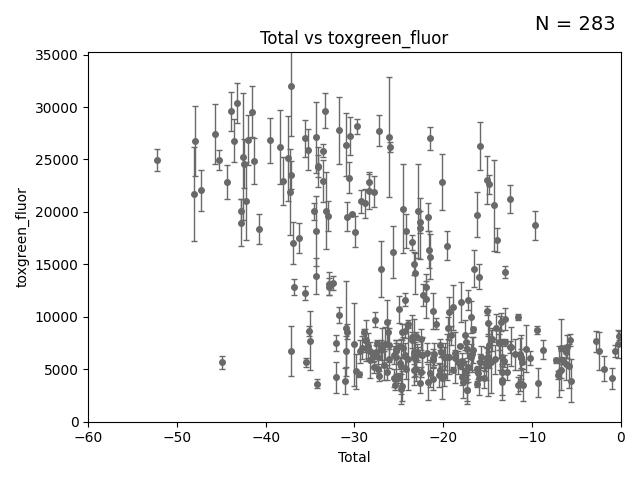 N = 283
Total vs toxgreen_fluor
35000
30000
25000
20000
15000
10000
5000
0
toxgreen_fluor
−60 −50 −40 −30 −20 −10 0
Total